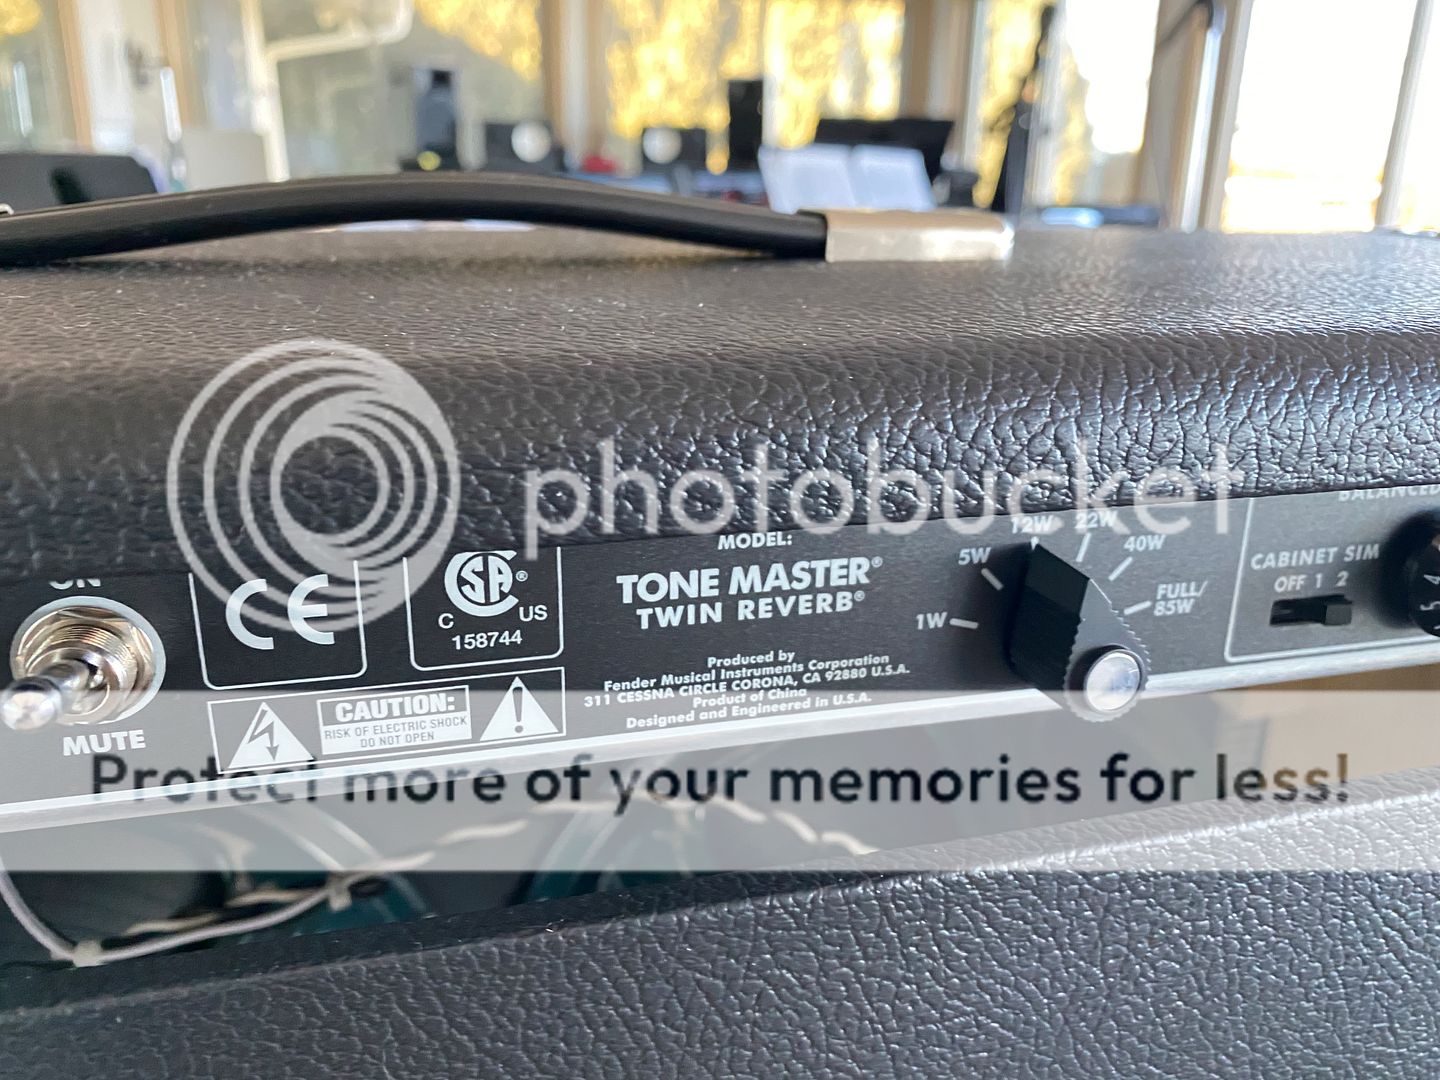 photobucket
Protect more of your memories for less!
ON
MUTE
CE
CSA®
C US
158744
CAUTION:
RISK OF ELECTRIC SHOCK
DO NOT OPEN
MODEL:
TONE MASTER®
TWIN REVERB®
Produced by
Fender Musical Instruments Corporation
311 CESSNA CIRCLE CORONA, CA 92880 U.S.A.
Product of China
Designed and Engineered in U.S.A.
1W
5W
12W
22W
40W
FULL/
85W
BALANCED
CABINET SIM
OFF 1 2
4
5